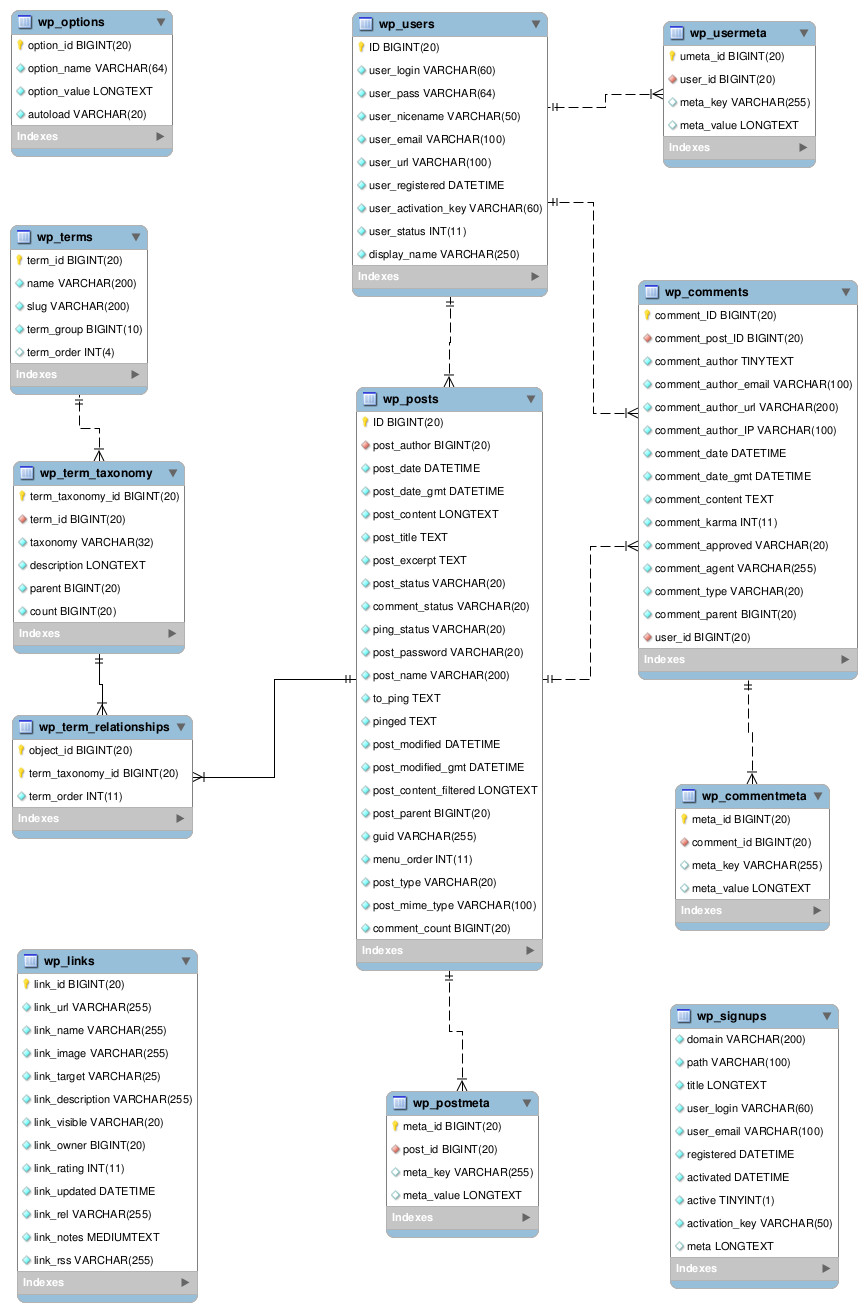 wp_options
option_id BIGINT(20)
option_name VARCHAR(64)
option_value LONGTEXT
autoload VARCHAR(20)
Indexes
wp_users
ID BIGINT(20)
user_login VARCHAR(60)
user_pass VARCHAR(64)
user_nicename VARCHAR(50)
user_email VARCHAR(100)
user_url VARCHAR(100)
user_registered DATETIME
user_activation_key VARCHAR(60)
user_status INT(11)
display_name VARCHAR(250)
Indexes
wp_usermeta
umeta_id BIGINT(20)
user_id BIGINT(20)
meta_key VARCHAR(255)
meta_value LONGTEXT
Indexes
wp_terms
term_id BIGINT(20)
name VARCHAR(200)
slug VARCHAR(200)
term_group BIGINT(10)
term_order INT(4)
Indexes
wp_comments
comment_ID BIGINT(20)
comment_post_ID BIGINT(20)
comment_author TINYTEXT
comment_author_email VARCHAR(100)
comment_author_url VARCHAR(200)
comment_author_IP VARCHAR(100)
comment_date DATETIME
comment_date_gmt DATETIME
comment_content TEXT
comment_karma INT(11)
comment_approved VARCHAR(20)
comment_agent VARCHAR(255)
comment_type VARCHAR(20)
comment_parent BIGINT(20)
user_id BIGINT(20)
Indexes
wp_posts
ID BIGINT(20)
post_author BIGINT(20)
post_date DATETIME
post_date_gmt DATETIME
post_content LONGTEXT
post_title TEXT
post_excerpt TEXT
post_status VARCHAR(20)
comment_status VARCHAR(20)
ping_status VARCHAR(20)
post_password VARCHAR(20)
post_name VARCHAR(200)
to_ping TEXT
pinged TEXT
post_modified DATETIME
post_modified_gmt DATETIME
post_content_filtered LONGTEXT
post_parent BIGINT(20)
guid VARCHAR(255)
menu_order INT(11)
post_type VARCHAR(20)
post_mime_type VARCHAR(100)
comment_count BIGINT(20)
Indexes
wp_term_taxonomy
term_taxonomy_id BIGINT(20)
term_id BIGINT(20)
taxonomy VARCHAR(32)
description LONGTEXT
parent BIGINT(20)
count BIGINT(20)
Indexes
wp_term_relationships
object_id BIGINT(20)
term_taxonomy_id BIGINT(20)
term_order INT(11)
Indexes
wp_commentmeta
meta_id BIGINT(20)
comment_id BIGINT(20)
meta_key VARCHAR(255)
meta_value LONGTEXT
Indexes
wp_links
link_id BIGINT(20)
link_url VARCHAR(255)
link_name VARCHAR(255)
link_image VARCHAR(255)
link_target VARCHAR(25)
link_description VARCHAR(255)
link_visible VARCHAR(20)
link_owner BIGINT(20)
link_rating INT(11)
link_updated DATETIME
link_rel VARCHAR(255)
link_notes MEDIUMTEXT
link_rss VARCHAR(255)
Indexes
wp_postmeta
meta_id BIGINT(20)
post_id BIGINT(20)
meta_key VARCHAR(255)
meta_value LONGTEXT
Indexes
wp_signups
domain VARCHAR(200)
path VARCHAR(100)
title LONGTEXT
user_login VARCHAR(60)
user_email VARCHAR(100)
registered DATETIME
activated DATETIME
active TINYINT(1)
activation_key VARCHAR(50)
meta LONGTEXT
Indexes